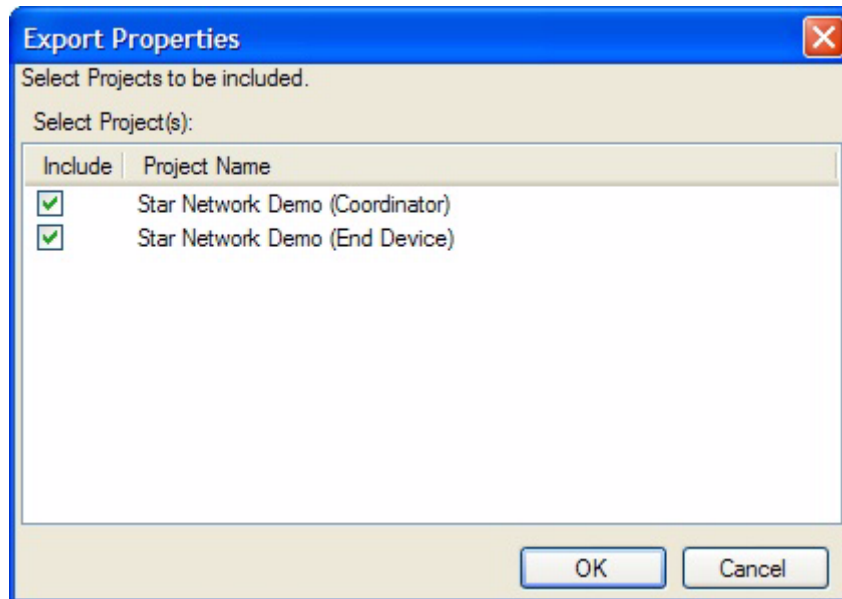 Export Properties
Select Projects to be included.
Select Project(s):
Include Project Name
Star Network Demo (Coordinator)
Star Network Demo (End Device)
OK Cancel